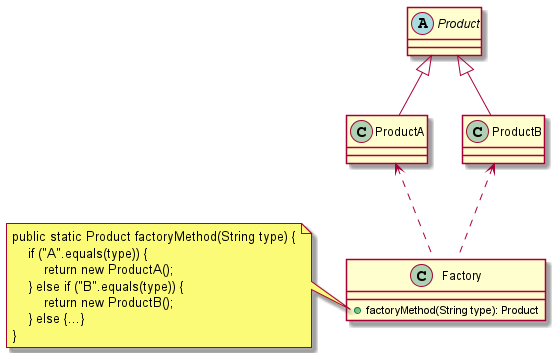 A Product
C ProductA
C ProductB
C Factory
factoryMethod(String type): Product
public static Product factoryMethod(String type) {
if ("A".equals(type)) {
return new ProductA();
} else if ("B".equals(type)) {
return new ProductB();
} else {...}
}